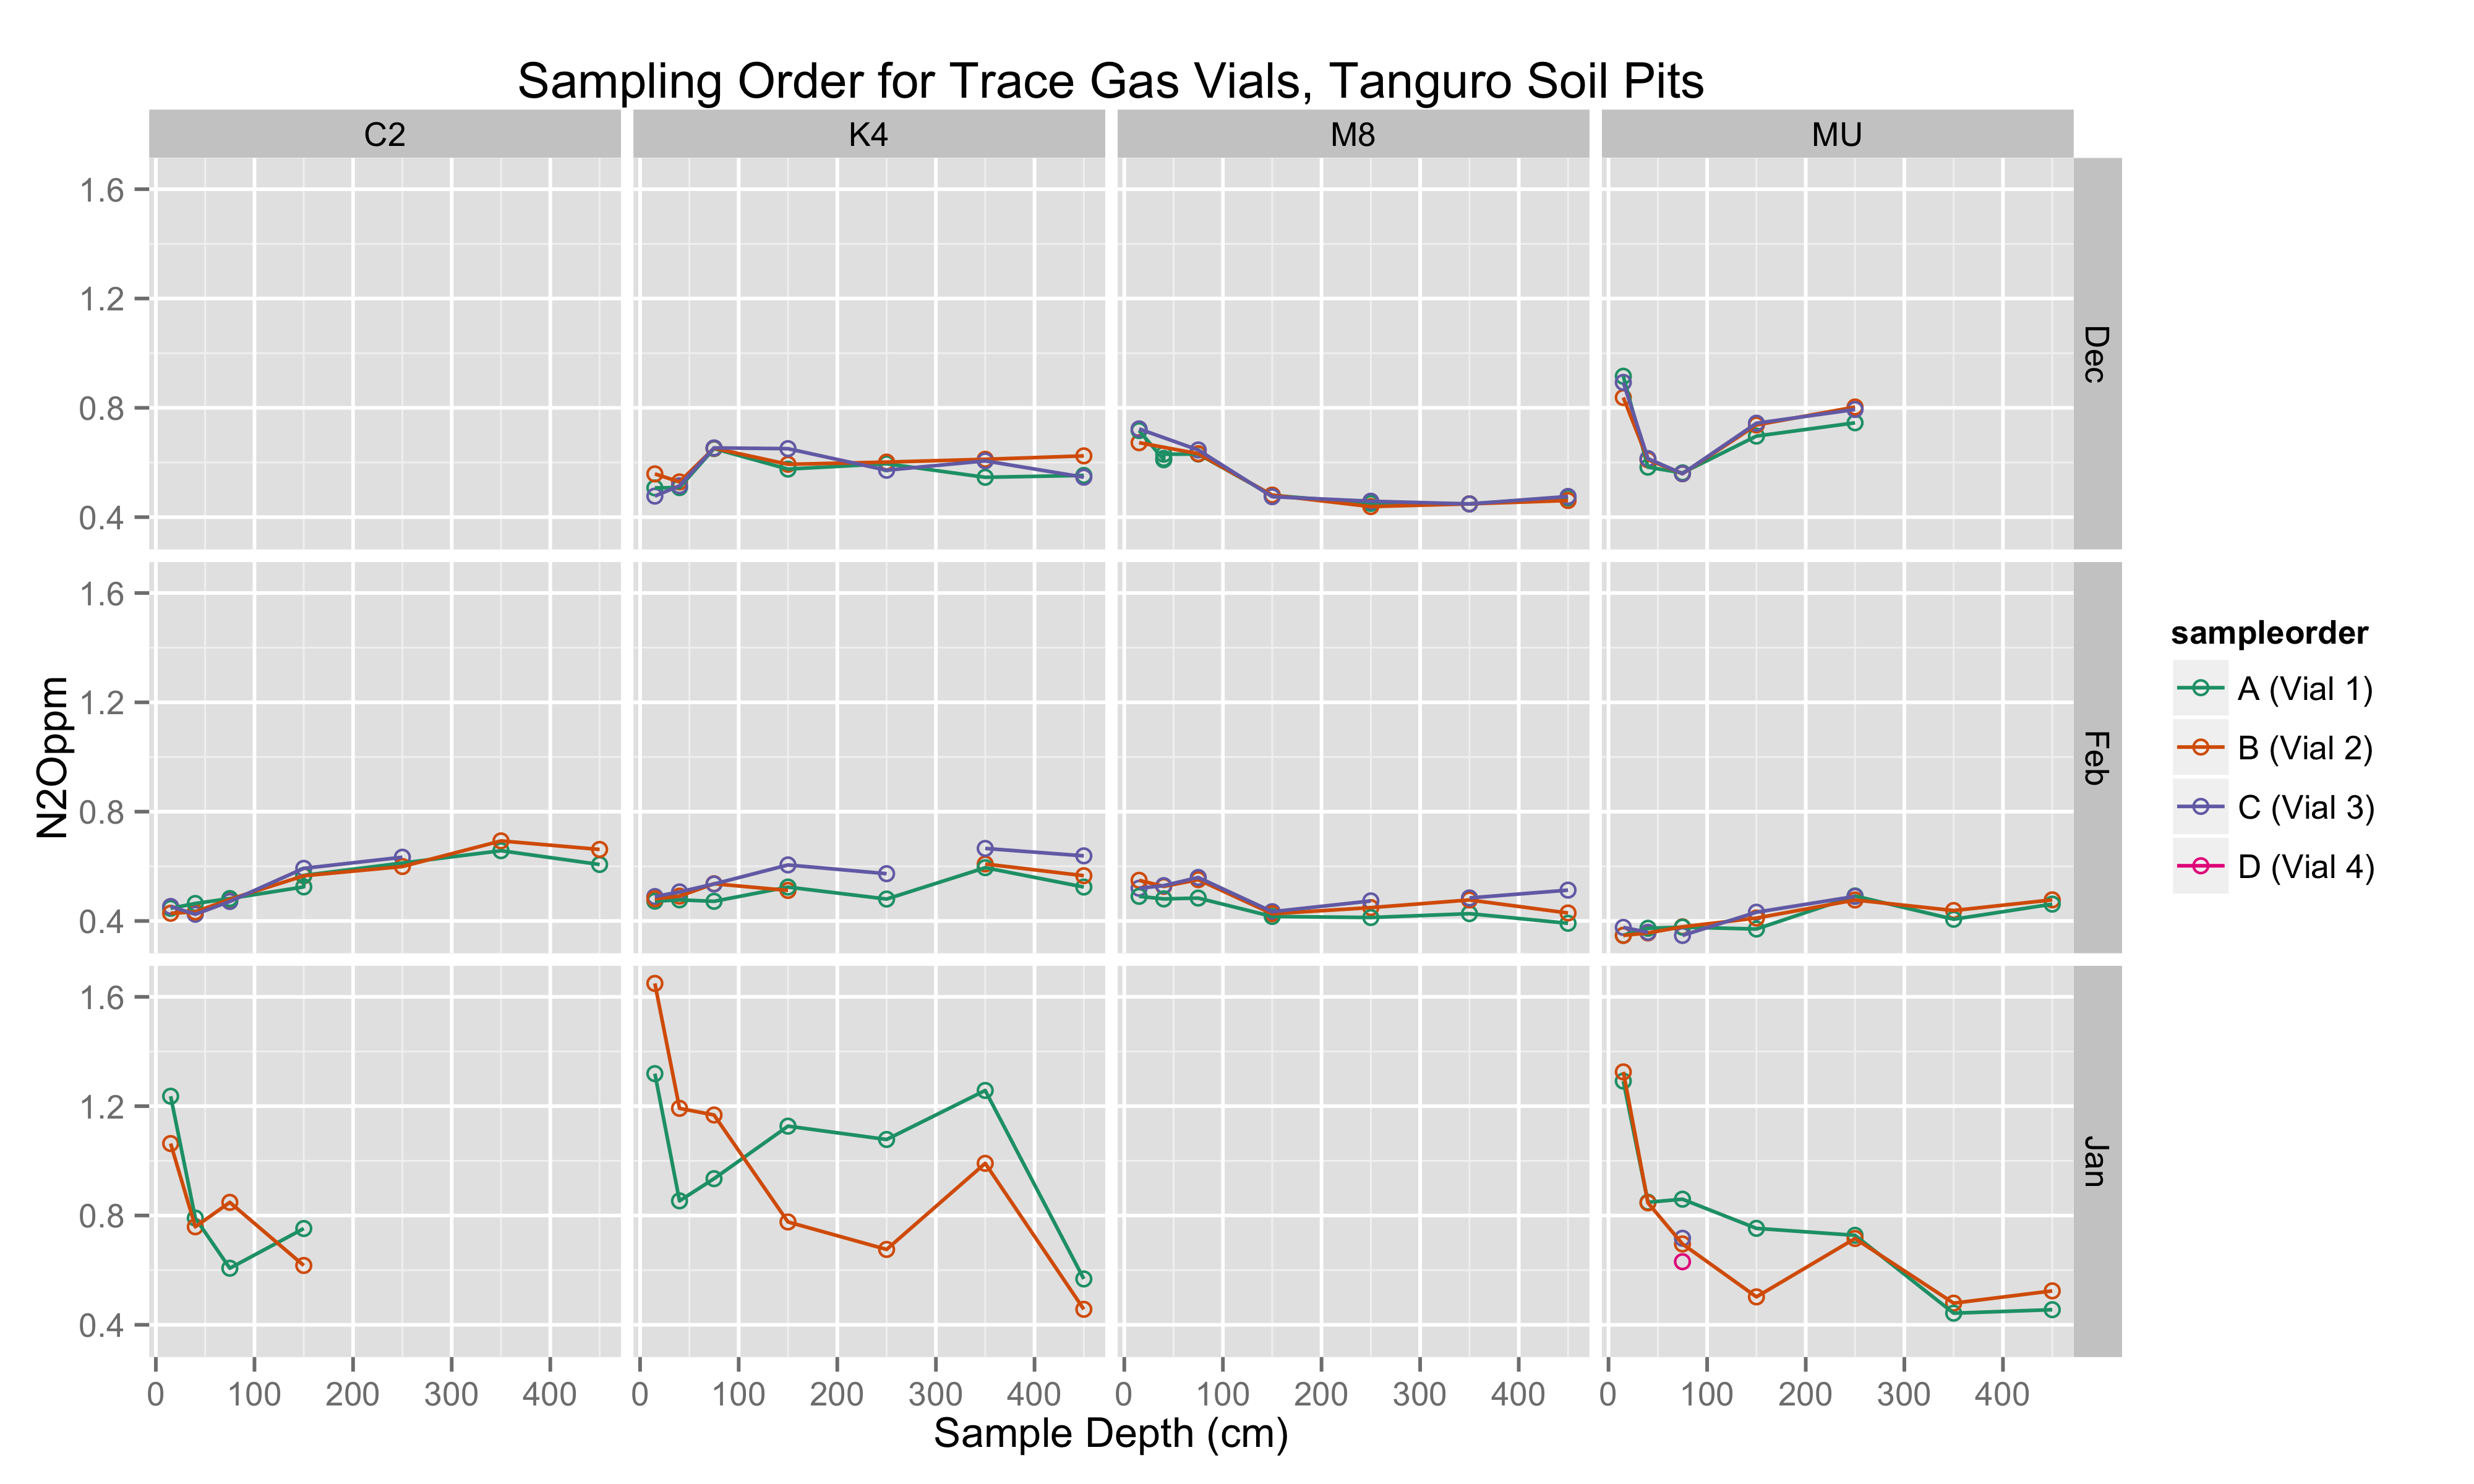 Sampling Order for Trace Gas Vials, Tanguro Soil Pits
C2 K4 M8 MU
1.6
1.2
0.8
0.4
Dec
1.6
1.2
0.8
0.4
Feb
1.6
1.2
0.8
0.4
Jan
N2Oppm
0 100 200 300 400 0 100 200 300 400 0 100 200 300 400 0 100 200 300 400
Sample Depth (cm)
sampleorder
A (Vial 1)
B (Vial 2)
C (Vial 3)
D (Vial 4)